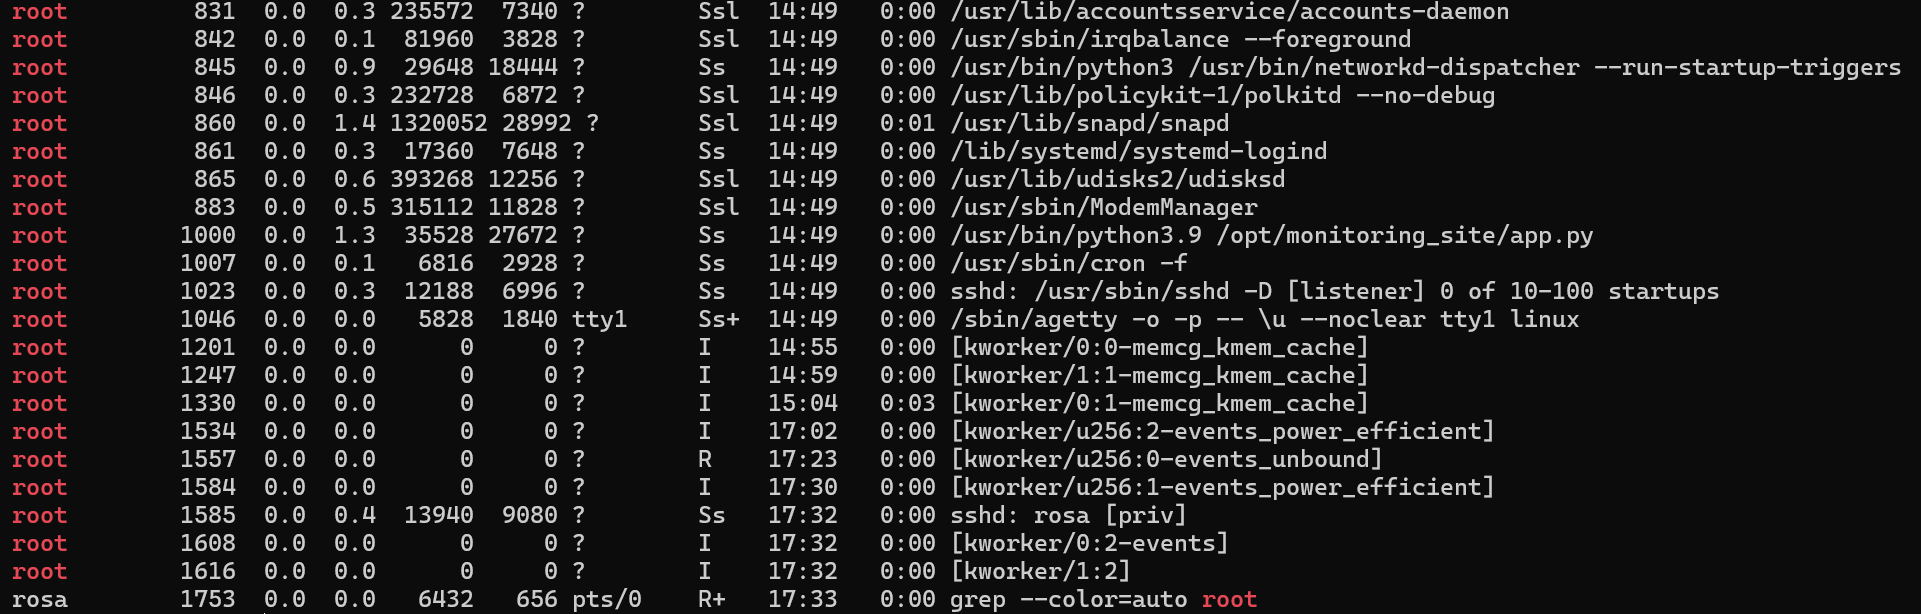 root         831  0.0  0.3 235572  7340 ?        Ssl  14:49   0:00 /usr/lib/accountsservice/accounts-daemon
root         842  0.0  0.1  81960  3828 ?        Ssl  14:49   0:00 /usr/sbin/irqbalance --foreground
root         845  0.0  0.9  29648 18444 ?        Ss   14:49   0:00 /usr/bin/python3 /usr/bin/networkd-dispatcher --run-startup-triggers
root         846  0.0  0.3 232728  6872 ?        Ssl  14:49   0:00 /usr/lib/policykit-1/polkitd --no-debug
root         860  0.0  1.4 1320052 28992 ?       Ssl  14:49   0:01 /usr/lib/snapd/snapd
root         861  0.0  0.3  17360  7648 ?        Ss   14:49   0:00 /lib/systemd/systemd-logind
root         865  0.0  0.6 393268 12256 ?        Ssl  14:49   0:00 /usr/lib/udisks2/udisksd
root         883  0.0  0.5 315112 11828 ?        Ssl  14:49   0:00 /usr/sbin/ModemManager
root        1000  0.0  1.3  35528 27672 ?        Ss   14:49   0:00 /usr/bin/python3.9 /opt/monitoring_site/app.py
root        1007  0.0  0.1   6816  2928 ?        Ss   14:49   0:00 /usr/sbin/cron -f
root        1023  0.0  0.3  12188  6996 ?        Ss   14:49   0:00 sshd: /usr/sbin/sshd -D [listener] 0 of 10-100 startups
root        1046  0.0  0.0   5828  1840 tty1     Ss+  14:49   0:00 /sbin/agetty -o -p -- \u --noclear tty1 linux
root        1201  0.0  0.0      0     0 ?        I    14:55   0:00 [kworker/0:0-memcg_kmem_cache]
root        1247  0.0  0.0      0     0 ?        I    14:59   0:00 [kworker/1:1-memcg_kmem_cache]
root        1330  0.0  0.0      0     0 ?        I    15:04   0:03 [kworker/0:1-memcg_kmem_cache]
root        1534  0.0  0.0      0     0 ?        I    17:02   0:00 [kworker/u256:2-events_power_efficient]
root        1557  0.0  0.0      0     0 ?        R    17:23   0:00 [kworker/u256:0-events_unbound]
root        1584  0.0  0.0      0     0 ?        I    17:30   0:00 [kworker/u256:1-events_power_efficient]
root        1585  0.0  0.4  13940  9080 ?        Ss   17:32   0:00 sshd: rosa [priv]
root        1608  0.0  0.0      0     0 ?        I    17:32   0:00 [kworker/0:2-events]
root        1616  0.0  0.0      0     0 ?        I    17:32   0:00 [kworker/1:2]
rosa        1753  0.0  0.0   6432   656 pts/0    R+   17:33   0:00 grep --color=auto root